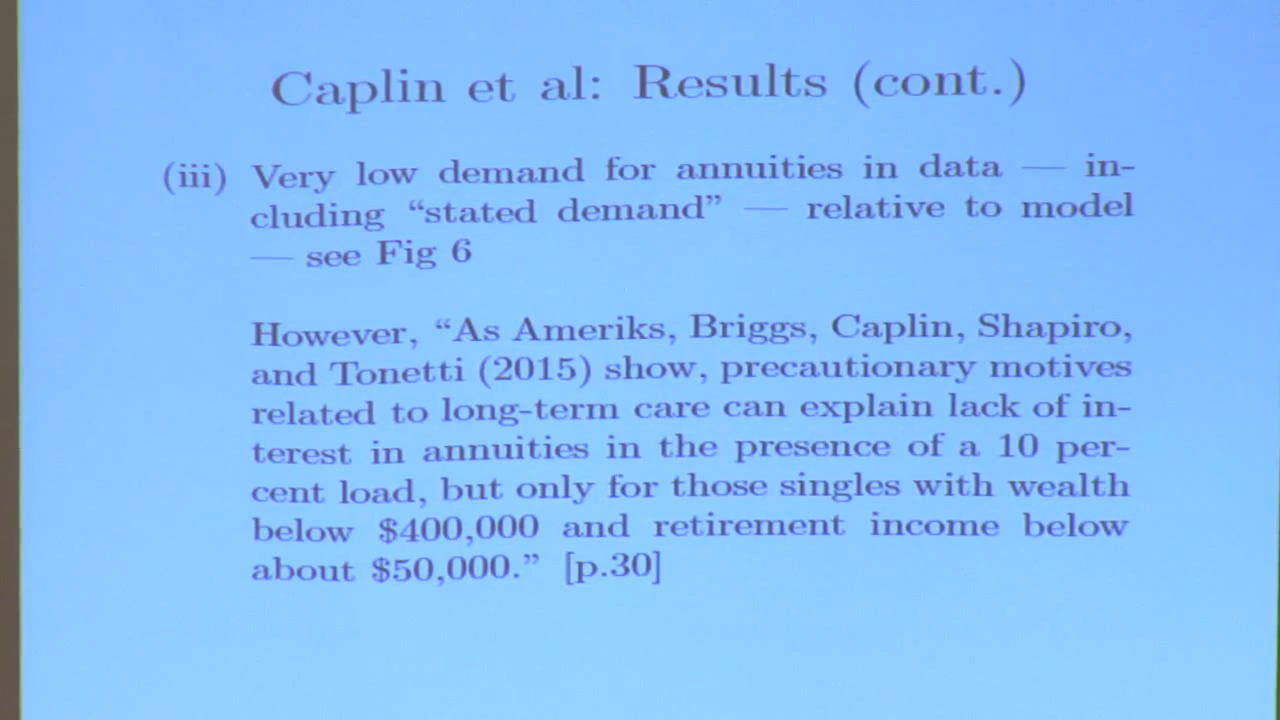 Caplin et al: Results (cont.)
(iii) Very low demand for annuities in data — in-
cluding “stated demand” — relative to model
— see Fig 6
However, “As Ameriks, Briggs, Caplin, Shapiro,
and Tonetti (2015) show, precautionary motives
related to long-term care can explain lack of in-
terest in annuities in the presence of a 10 per-
cent load, but only for those singles with wealth
below $400,000 and retirement income below
about $50,000.” [p.30]